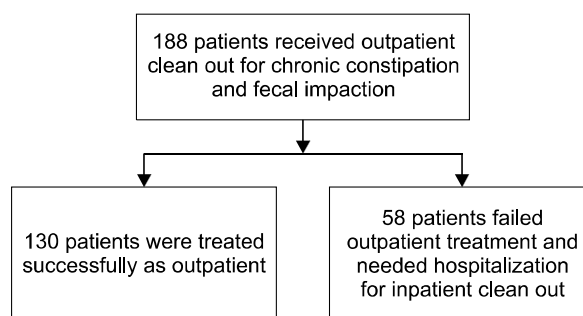 188 patients received outpatient
clean out for chronic constipation
and fecal impaction
130 patients were treated
successfully as outpatient
58 patients failed
outpatient treatment and
needed hospitalization
for inpatient clean out